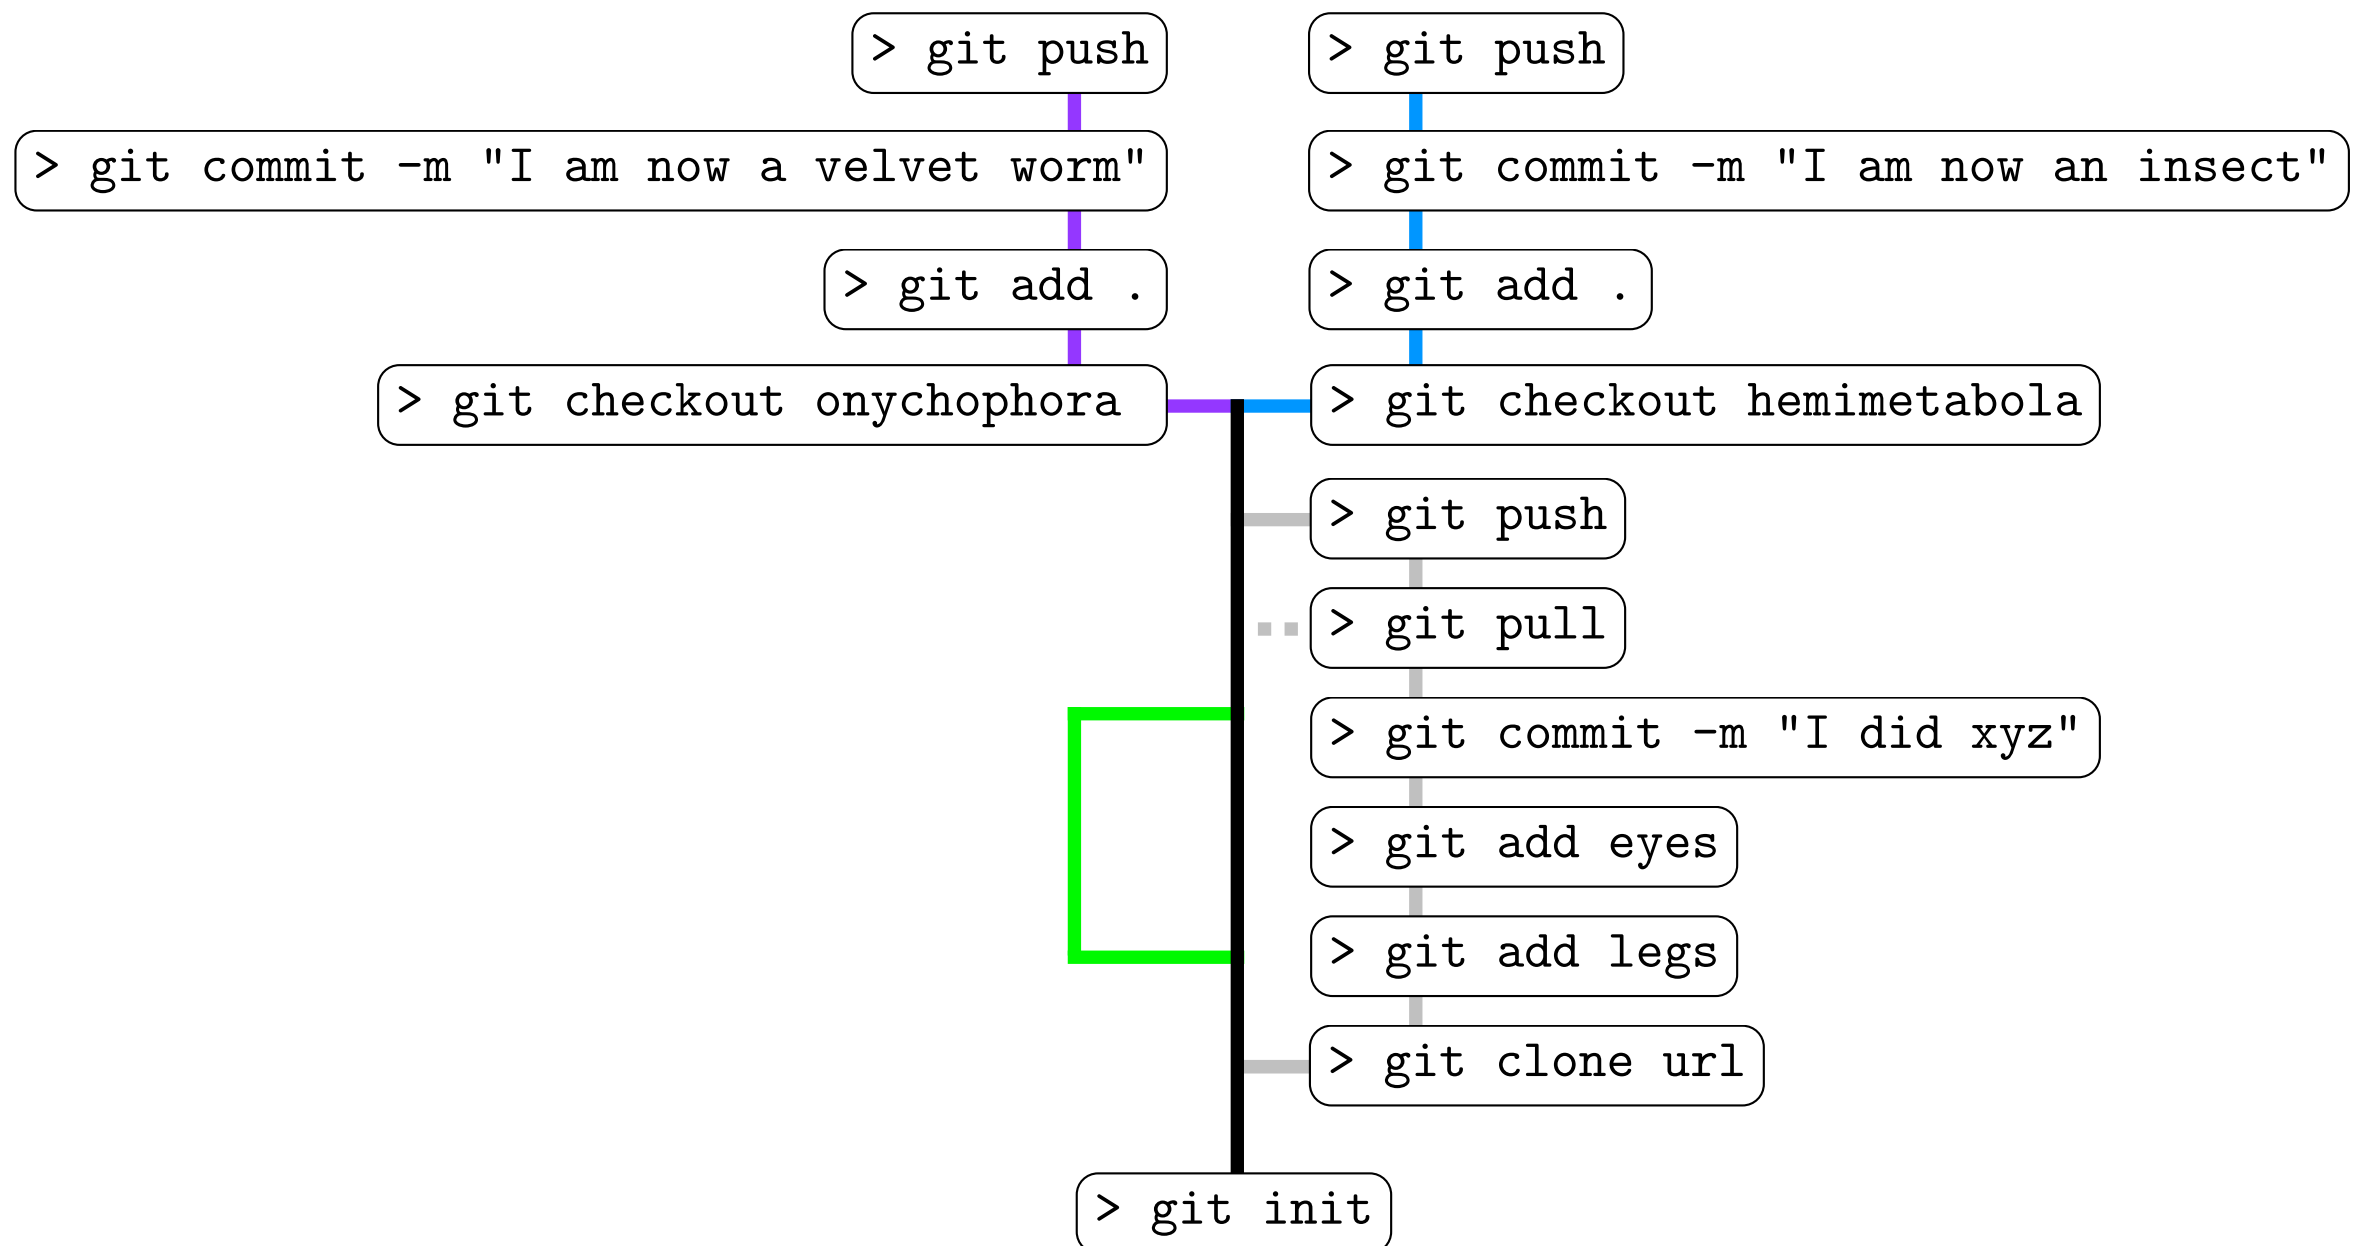 > git push
> git push
> git commit -m "I am now a velvet worm"
> git commit -m "I am now an insect"
> git add .
> git add .
> git checkout onychophora
> git checkout hemimetabola
> git push
> git pull
> git commit -m "I did xyz"
> git add eyes
> git add legs
> git clone url
> git init